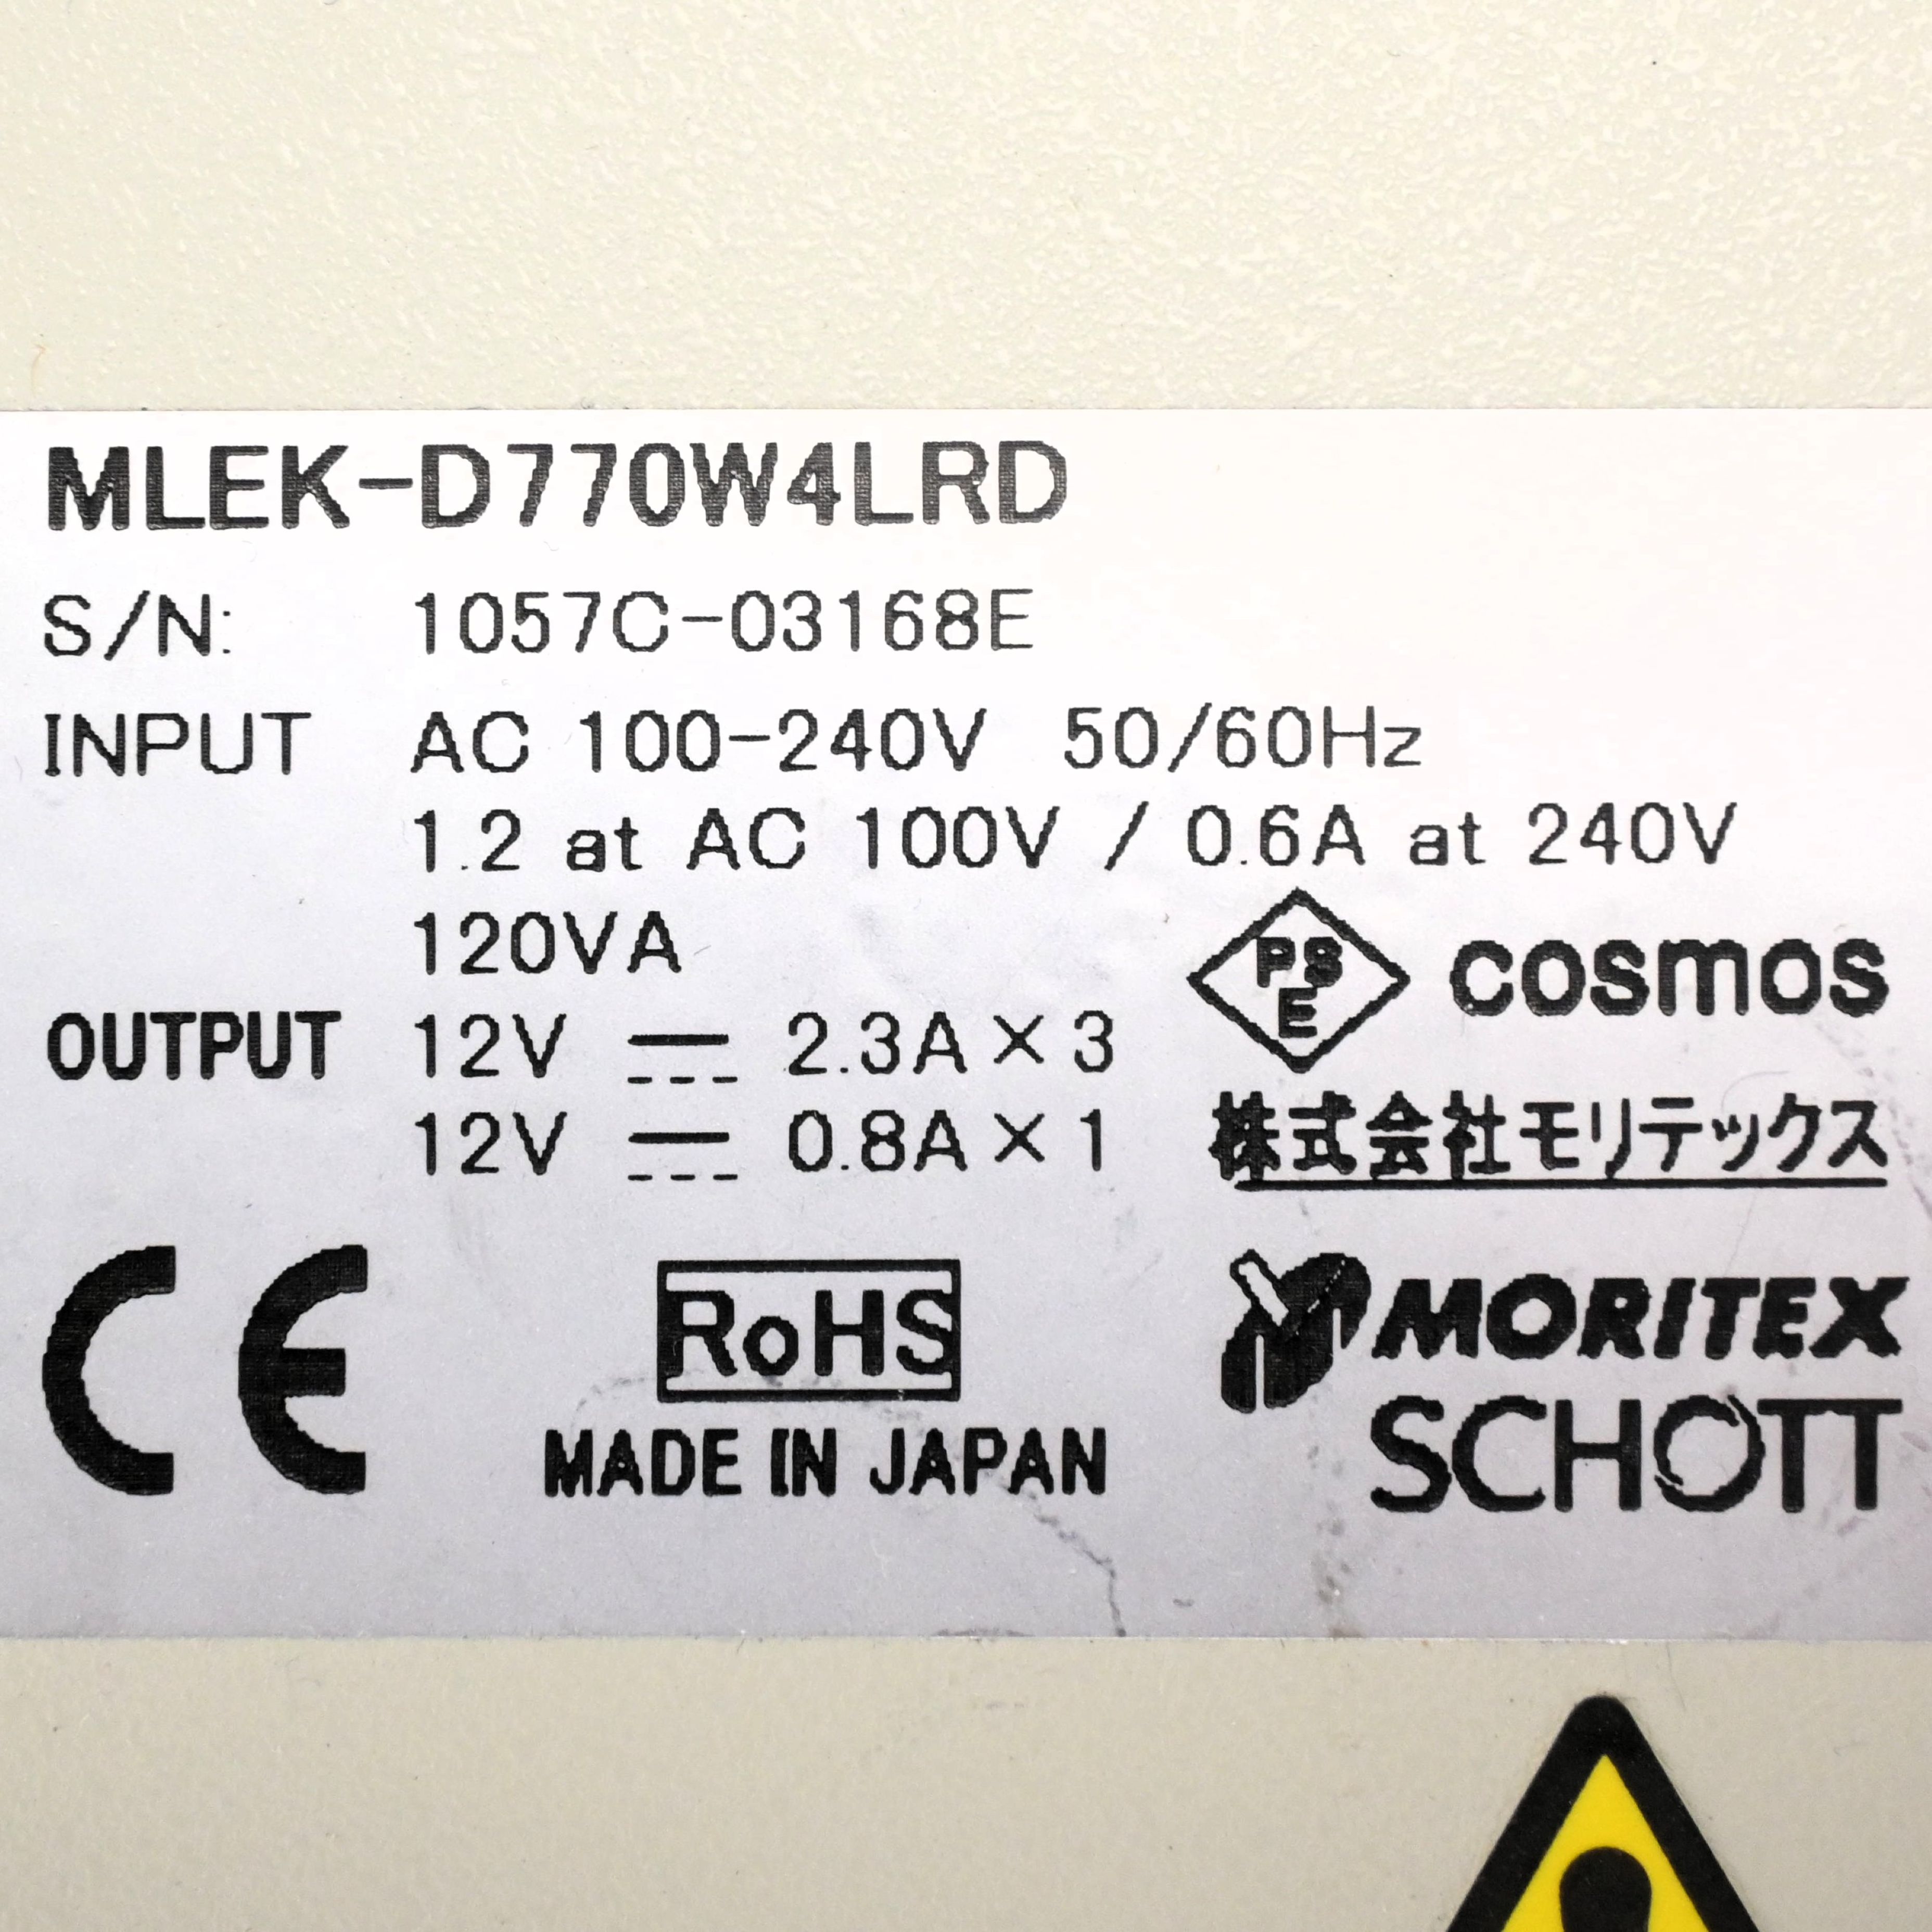 MLEK-D770W4LRD
S/N: 1057C-03168E
INPUT AC 100-240V 50/60Hz
1.2 at AC 100V / 0.6A at 240V
120VA
PS
E
cosmos
OUTPUT 12V ⎓ 2.3A×3
12V ⎓ 0.8A×1
株式会社モリテックス
CE
RoHS
MADE IN JAPAN
MORITEX
SCHOTT